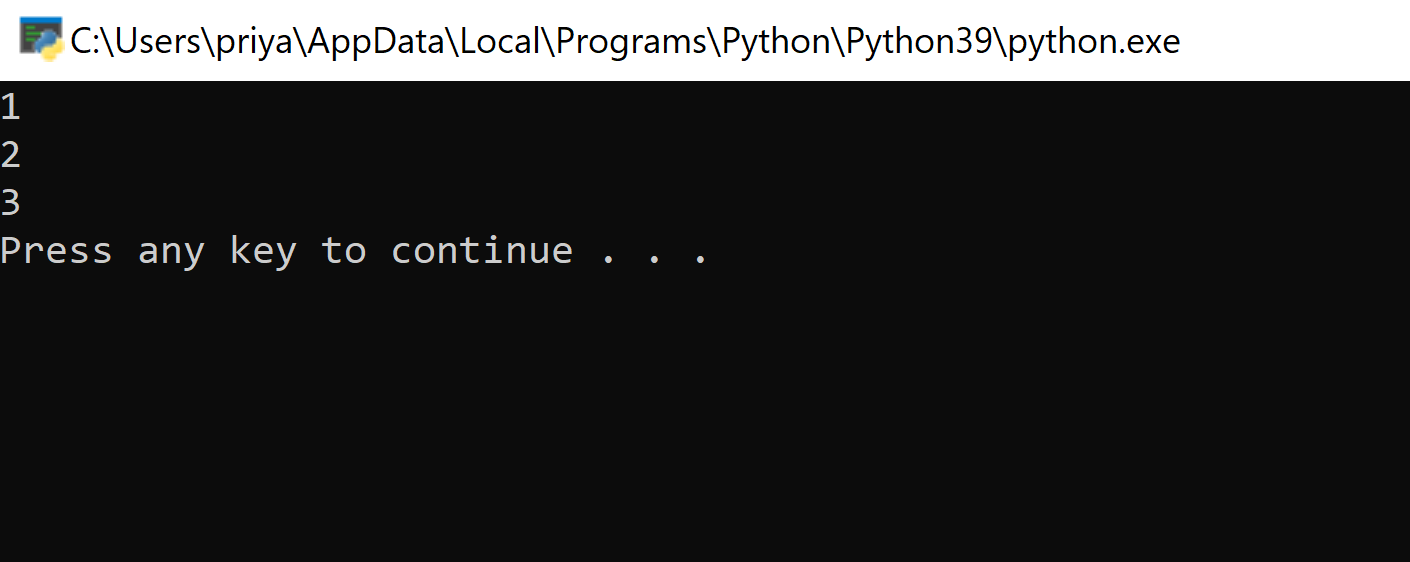 C:\Users\priya\AppData\Local\Programs\Python\Python39\python.exe
1
2
3
Press any key to continue . . .